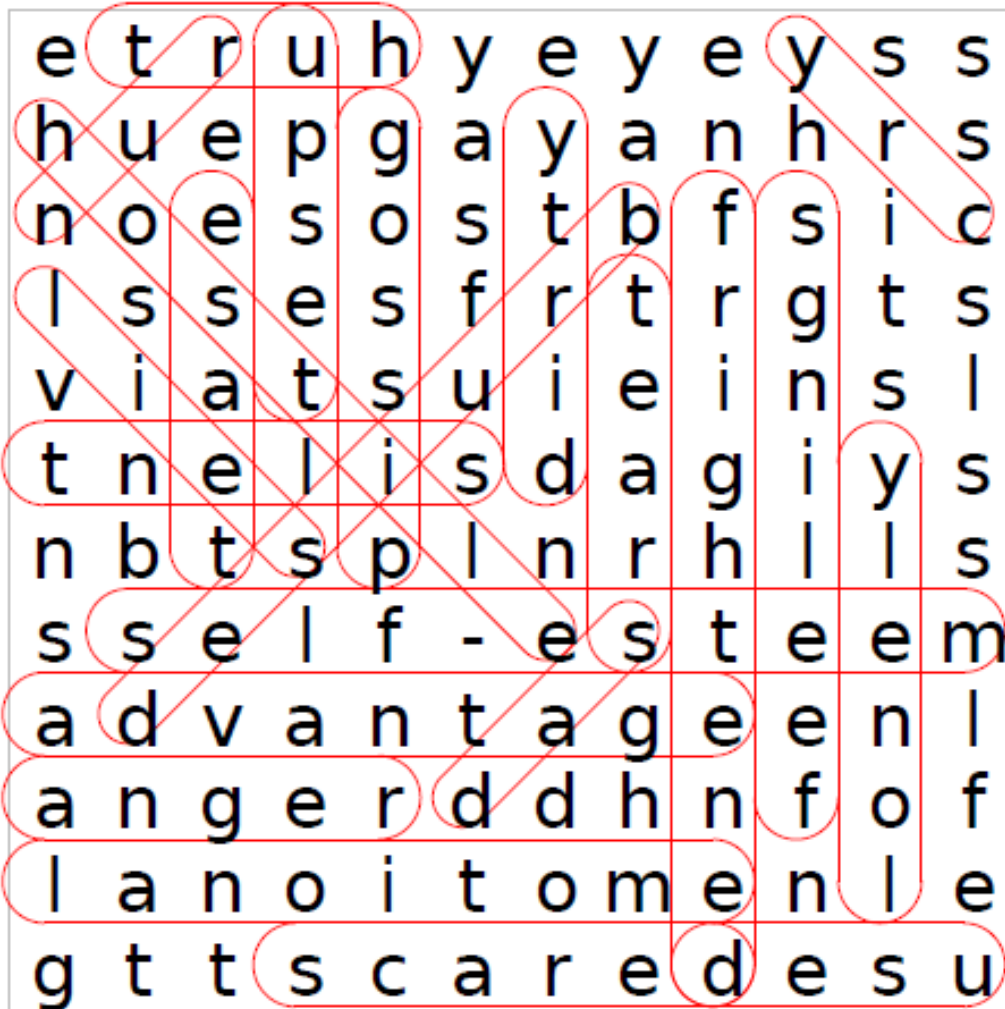 e t r u h y e y e y s s
h u e p g a y a n h r s
n o e s o s t b f s i c
l s s e s f r t r g t s
v i a t s u i e i n s l
t n e l i s d a g i y s
n b t s p l n r h l l s
s s e l f - e s t e e m
a d v a n t a g e e n l
a n g e r d d h n f o f
l a n o i t o m e n l e
g t t s c a r e d e s u